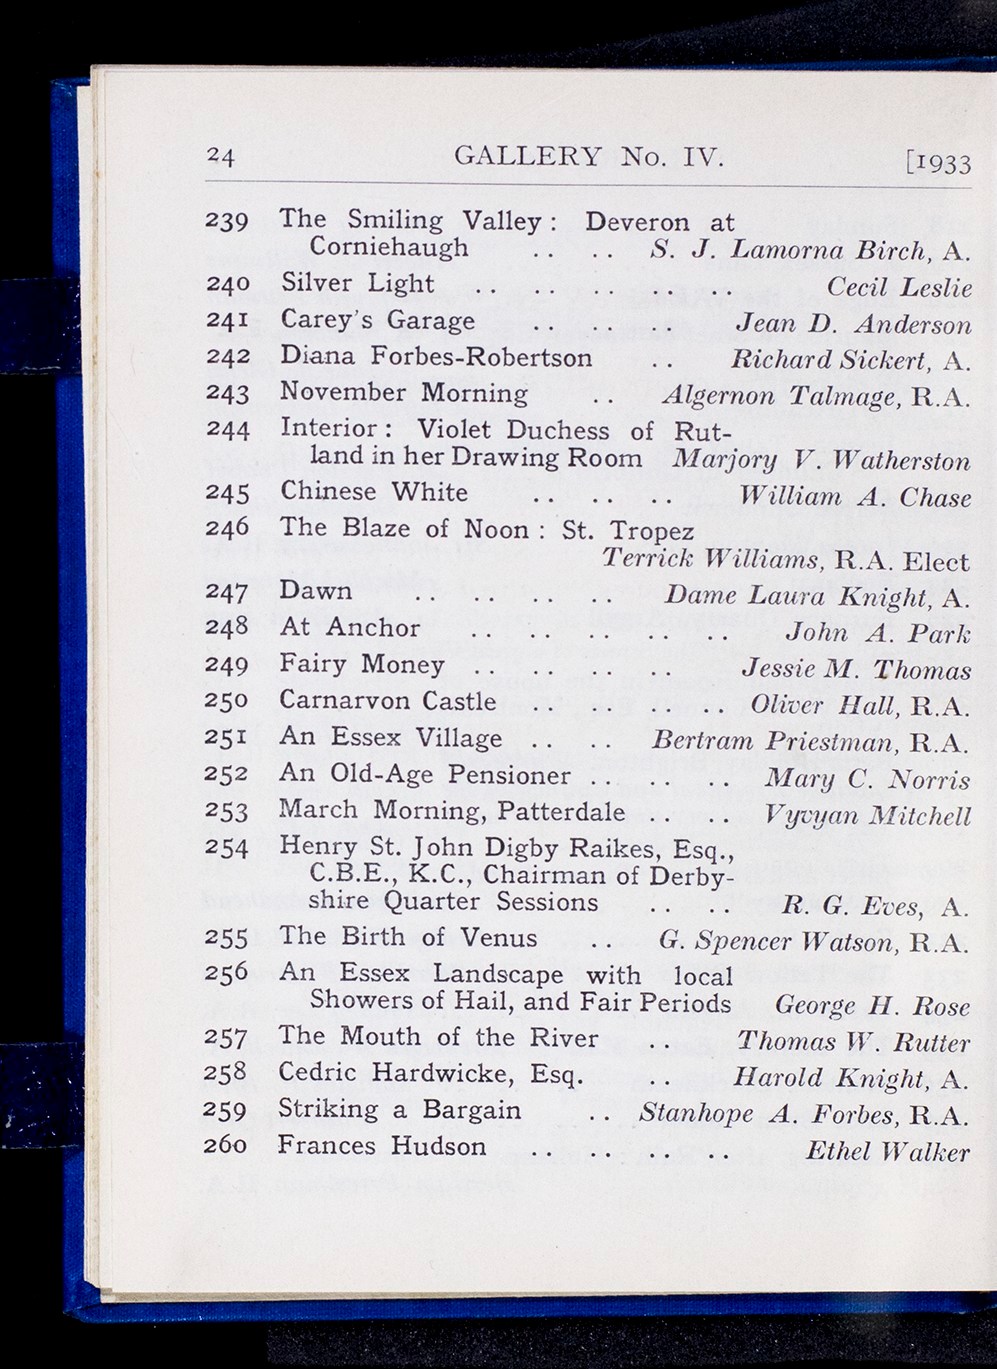 24 GALLERY No. IV. [1933
239 The Smiling Valley: Deveron at
Corniehaugh .. .. S. J. Lamorna Birch, A.
240 Silver Light .. .. .. .. .. Cecil Leslie
241 Carey's Garage .. .. .. Jean D. Anderson
242 Diana Forbes-Robertson .. Richard Sickert, A.
243 November Morning .. Algernon Talmage, R.A.
244 Interior: Violet Duchess of Rut-
land in her Drawing Room Marjory V. Watherston
245 Chinese White .. .. .. William A. Chase
246 The Blaze of Noon: St. Tropez
Terrick Williams, R.A. Elect
247 Dawn .. .. .. .. Dame Laura Knight, A.
248 At Anchor .. .. .. .. .. John A. Park
249 Fairy Money .. .. .. .. Jessie M. Thomas
250 Carnarvon Castle .. .. .. .. Oliver Hall, R.A.
251 An Essex Village .. .. Bertram Priestman, R.A.
252 An Old-Age Pensioner .. .. .. Mary C. Norris
253 March Morning, Patterdale .. .. Vyvyan Mitchell
254 Henry St. John Digby Raikes, Esq.,
C.B.E., K.C., Chairman of Derby-
shire Quarter Sessions .. .. R. G. Eves, A.
255 The Birth of Venus .. G. Spencer Watson, R.A.
256 An Essex Landscape with local
Showers of Hail, and Fair Periods George H. Rose
257 The Mouth of the River .. Thomas W. Rutter
258 Cedric Hardwicke, Esq. .. Harold Knight, A.
259 Striking a Bargain .. Stanhope A. Forbes, R.A.
260 Frances Hudson .. .. .. .. Ethel Walker